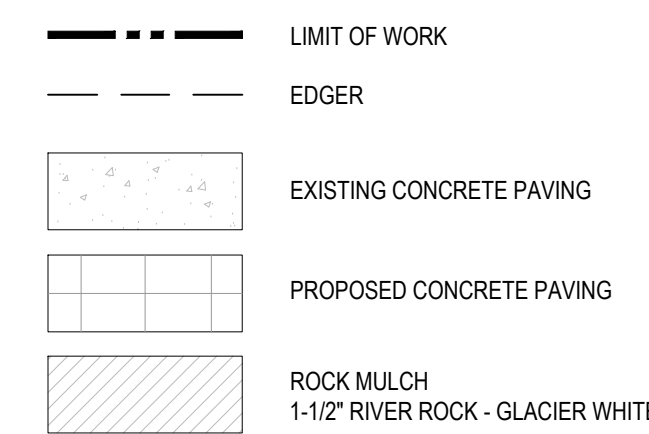 LIMIT OF WORK
EDGER
EXISTING CONCRETE PAVING
PROPOSED CONCRETE PAVING
ROCK MULCH
1-1/2" RIVER ROCK - GLACIER WHITE